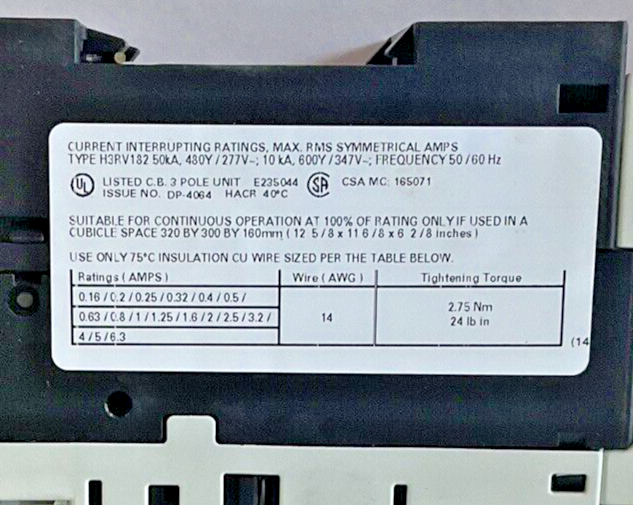 CURRENT INTERRUPTING RATINGS, MAX. RMS SYMMETRICAL AMPS
TYPE H3RV182 50kA, 480Y/277V~; 10 kA, 600Y/347V~; FREQUENCY 50/60 Hz
UL LISTED C.B. 3 POLE UNIT E235044 SA CSA MC: 165071
ISSUE NO. DP-4064 HACR 40°C
SUITABLE FOR CONTINUOUS OPERATION AT 100% OF RATING ONLY IF USED IN A
CUBICLE SPACE 320 BY 300 BY 160mm ( 12 5/8 x 11 6/8 x 6 2/8 inches )
USE ONLY 75°C INSULATION CU WIRE SIZED PER THE TABLE BELOW.
Ratings ( AMPS ) Wire ( AWG ) Tightening Torque
0.16 / 0.2 / 0.25 / 0.32 / 0.4 / 0.5 /
0.63 / 0.8 / 1 / 1.25 / 1.6 / 2 / 2.5 / 3.2 /
4 / 5 / 6.3
14
2.75 Nm
24 lb in
(14